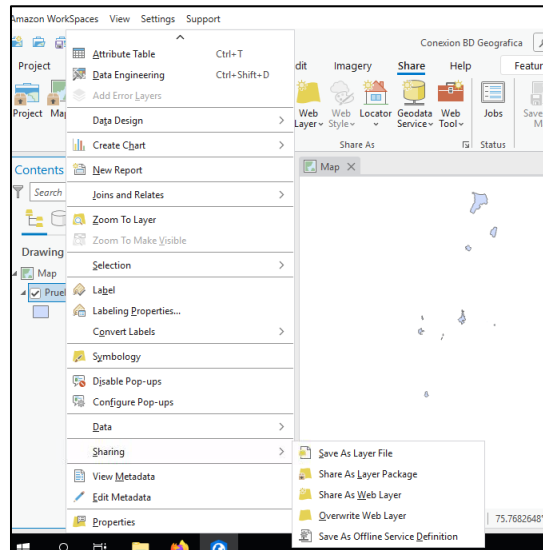 Amazon WorkSpaces View Settings Support
Conexion BD Geografica
Project
dit Imagery Share Help Featur
Project Map
Web Layer Web Style Locator Geodata Service Web Tool Jobs Save
M
Share As Status
Contents
Search
Drawing
Map
Prueb
Map
Attribute Table Ctrl+T
Data Engineering Ctrl+Shift+D
Add Error Layers
Data Design
Create Chart
New Report
Joins and Relates
Zoom To Layer
Zoom To Make Visible
Selection
Label
Labeling Properties...
Convert Labels
Symbology
Disable Pop-ups
Configure Pop-ups
Data
Sharing
View Metadata
Edit Metadata
Properties
Save As Layer File
Share As Layer Package
Share As Web Layer
Overwrite Web Layer
Save As Offline Service Definition
75.7682648°